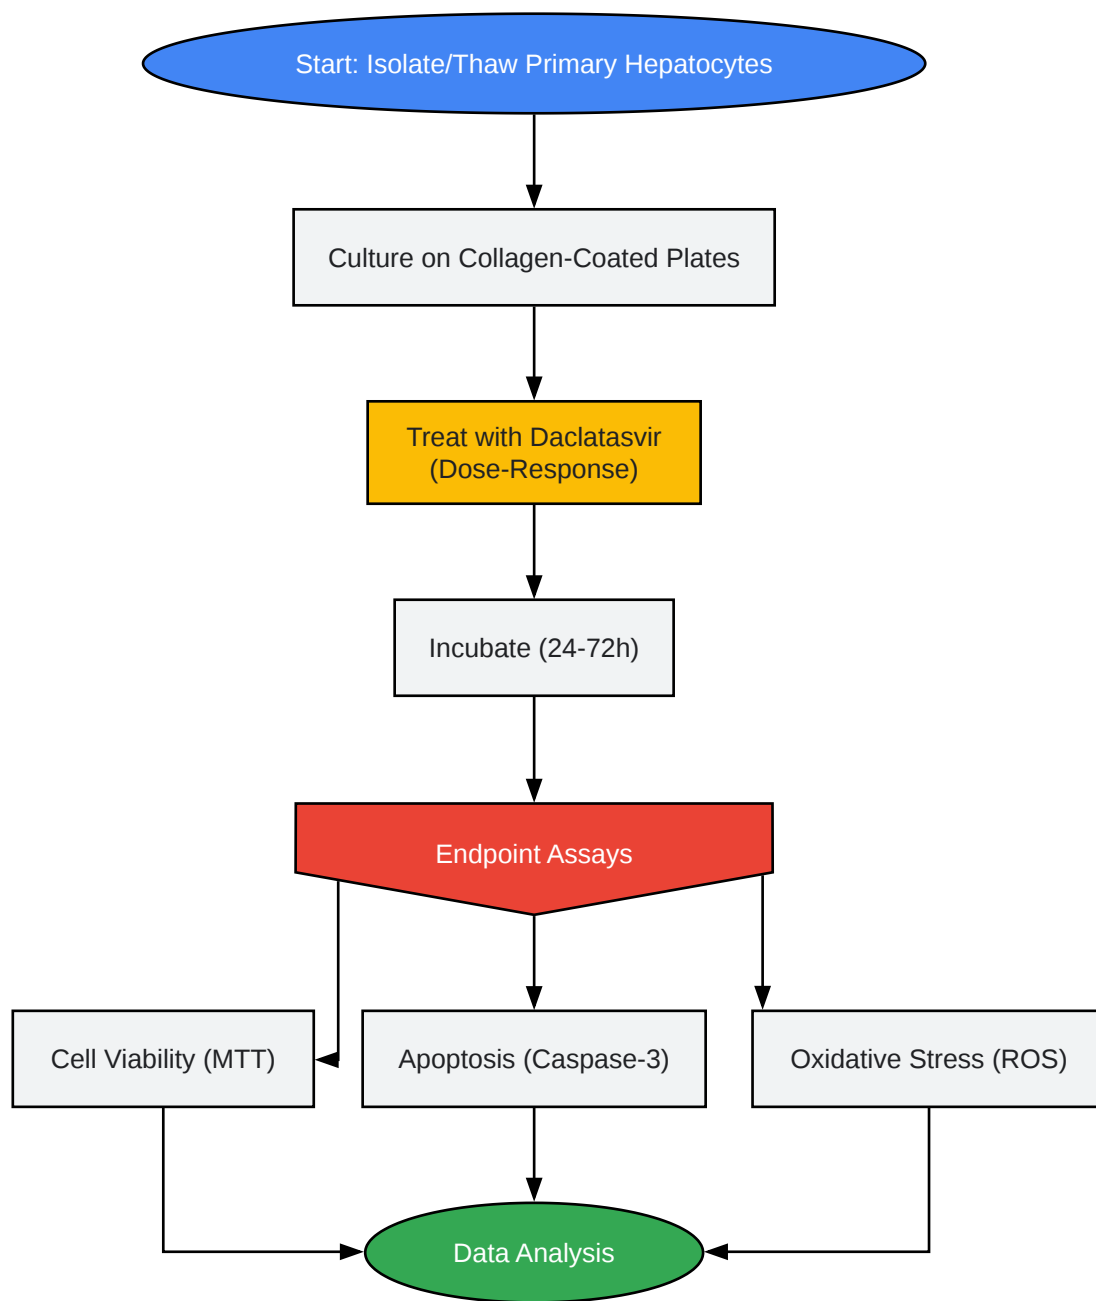 Start: Isolate/Thaw Primary Hepatocytes
Culture on Collagen-Coated Plates
Treat with Daclatasvir
(Dose-Response)
Incubate (24-72h)
Endpoint Assays
Cell Viability (MTT)
Apoptosis (Caspase-3)
Oxidative Stress (ROS)
Data Analysis